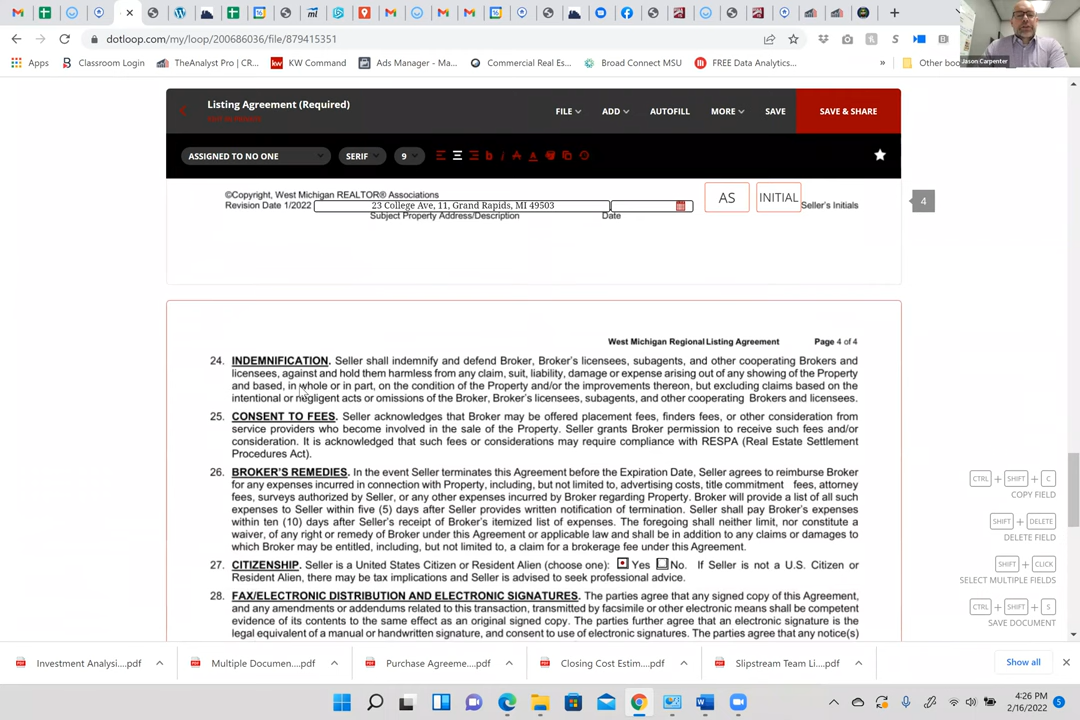 dotloop.com/my/loop/200686036/file/879415351
Apps Classroom Login TheAnalyst Pro | CR... KW Command Ads Manager - Ma... Commercial Real Es... Broad Connect MSU FREE Data Analytics... » Other boo
Jason Carpenter
Listing Agreement (Required)
FILE ADD AUTOFILL MORE SAVE SAVE & SHARE
ASSIGNED TO NO ONE SERIF 9
©Copyright, West Michigan REALTOR® Associations
Revision Date 1/2022 23 College Ave, 11, Grand Rapids, MI 49503 AS INITIAL Seller's Initials 4
Subject Property Address/Description Date
West Michigan Regional Listing Agreement Page 4 of 4
24. INDEMNIFICATION. Seller shall indemnify and defend Broker, Broker's licensees, subagents, and other cooperating Brokers and
licensees, against and hold them harmless from any claim, suit, liability, damage or expense arising out of any showing of the Property
and based, in whole or in part, on the condition of the Property and/or the improvements thereon, but excluding claims based on the
intentional or negligent acts or omissions of the Broker, Broker's licensees, subagents, and other cooperating Brokers and licensees.
25. CONSENT TO FEES. Seller acknowledges that Broker may be offered placement fees, finders fees, or other consideration from
service providers who become involved in the sale of the Property. Seller grants Broker permission to receive such fees and/or
consideration. It is acknowledged that such fees or considerations may require compliance with RESPA (Real Estate Settlement
Procedures Act).
26. BROKER'S REMEDIES. In the event Seller terminates this Agreement before the Expiration Date, Seller agrees to reimburse Broker
for any expenses incurred in connection with Property, including, but not limited to, advertising costs, title commitment fees, attorney
fees, surveys authorized by Seller, or any other expenses incurred by Broker regarding Property. Broker will provide a list of all such
expenses to Seller within five (5) days after Seller provides written notification of termination. Seller shall pay Broker's expenses
within ten (10) days after Seller's receipt of Broker's itemized list of expenses. The foregoing shall neither limit, nor constitute a
waiver, of any right or remedy of Broker under this Agreement or applicable law and shall be in addition to any claims or damages to
which Broker may be entitled, including, but not limited to, a claim for a brokerage fee under this Agreement.
27. CITIZENSHIP. Seller is a United States Citizen or Resident Alien (choose one): Yes No. If Seller is not a U.S. Citizen or
Resident Alien, there may be tax implications and Seller is advised to seek professional advice.
28. FAX/ELECTRONIC DISTRIBUTION AND ELECTRONIC SIGNATURES. The parties agree that any signed copy of this Agreement,
and any amendments or addendums related to this transaction, transmitted by facsimile or other electronic means shall be competent
evidence of its contents to the same effect as an original signed copy. The parties further agree that an electronic signature is the
legal equivalent of a manual or handwritten signature, and consent to use of electronic signatures. The parties agree that any notice(s)
CTRL + SHIFT + C
COPY FIELD
SHIFT + DELETE
DELETE FIELD
SHIFT + CLICK
SELECT MULTIPLE FIELDS
CTRL + SHIFT + S
SAVE DOCUMENT
Investment Analysi....pdf Multiple Documen...pdf Purchase Agreeme....pdf Closing Cost Estim....pdf Slipstream Team Li....pdf Show all
4:26 PM
2/16/2022